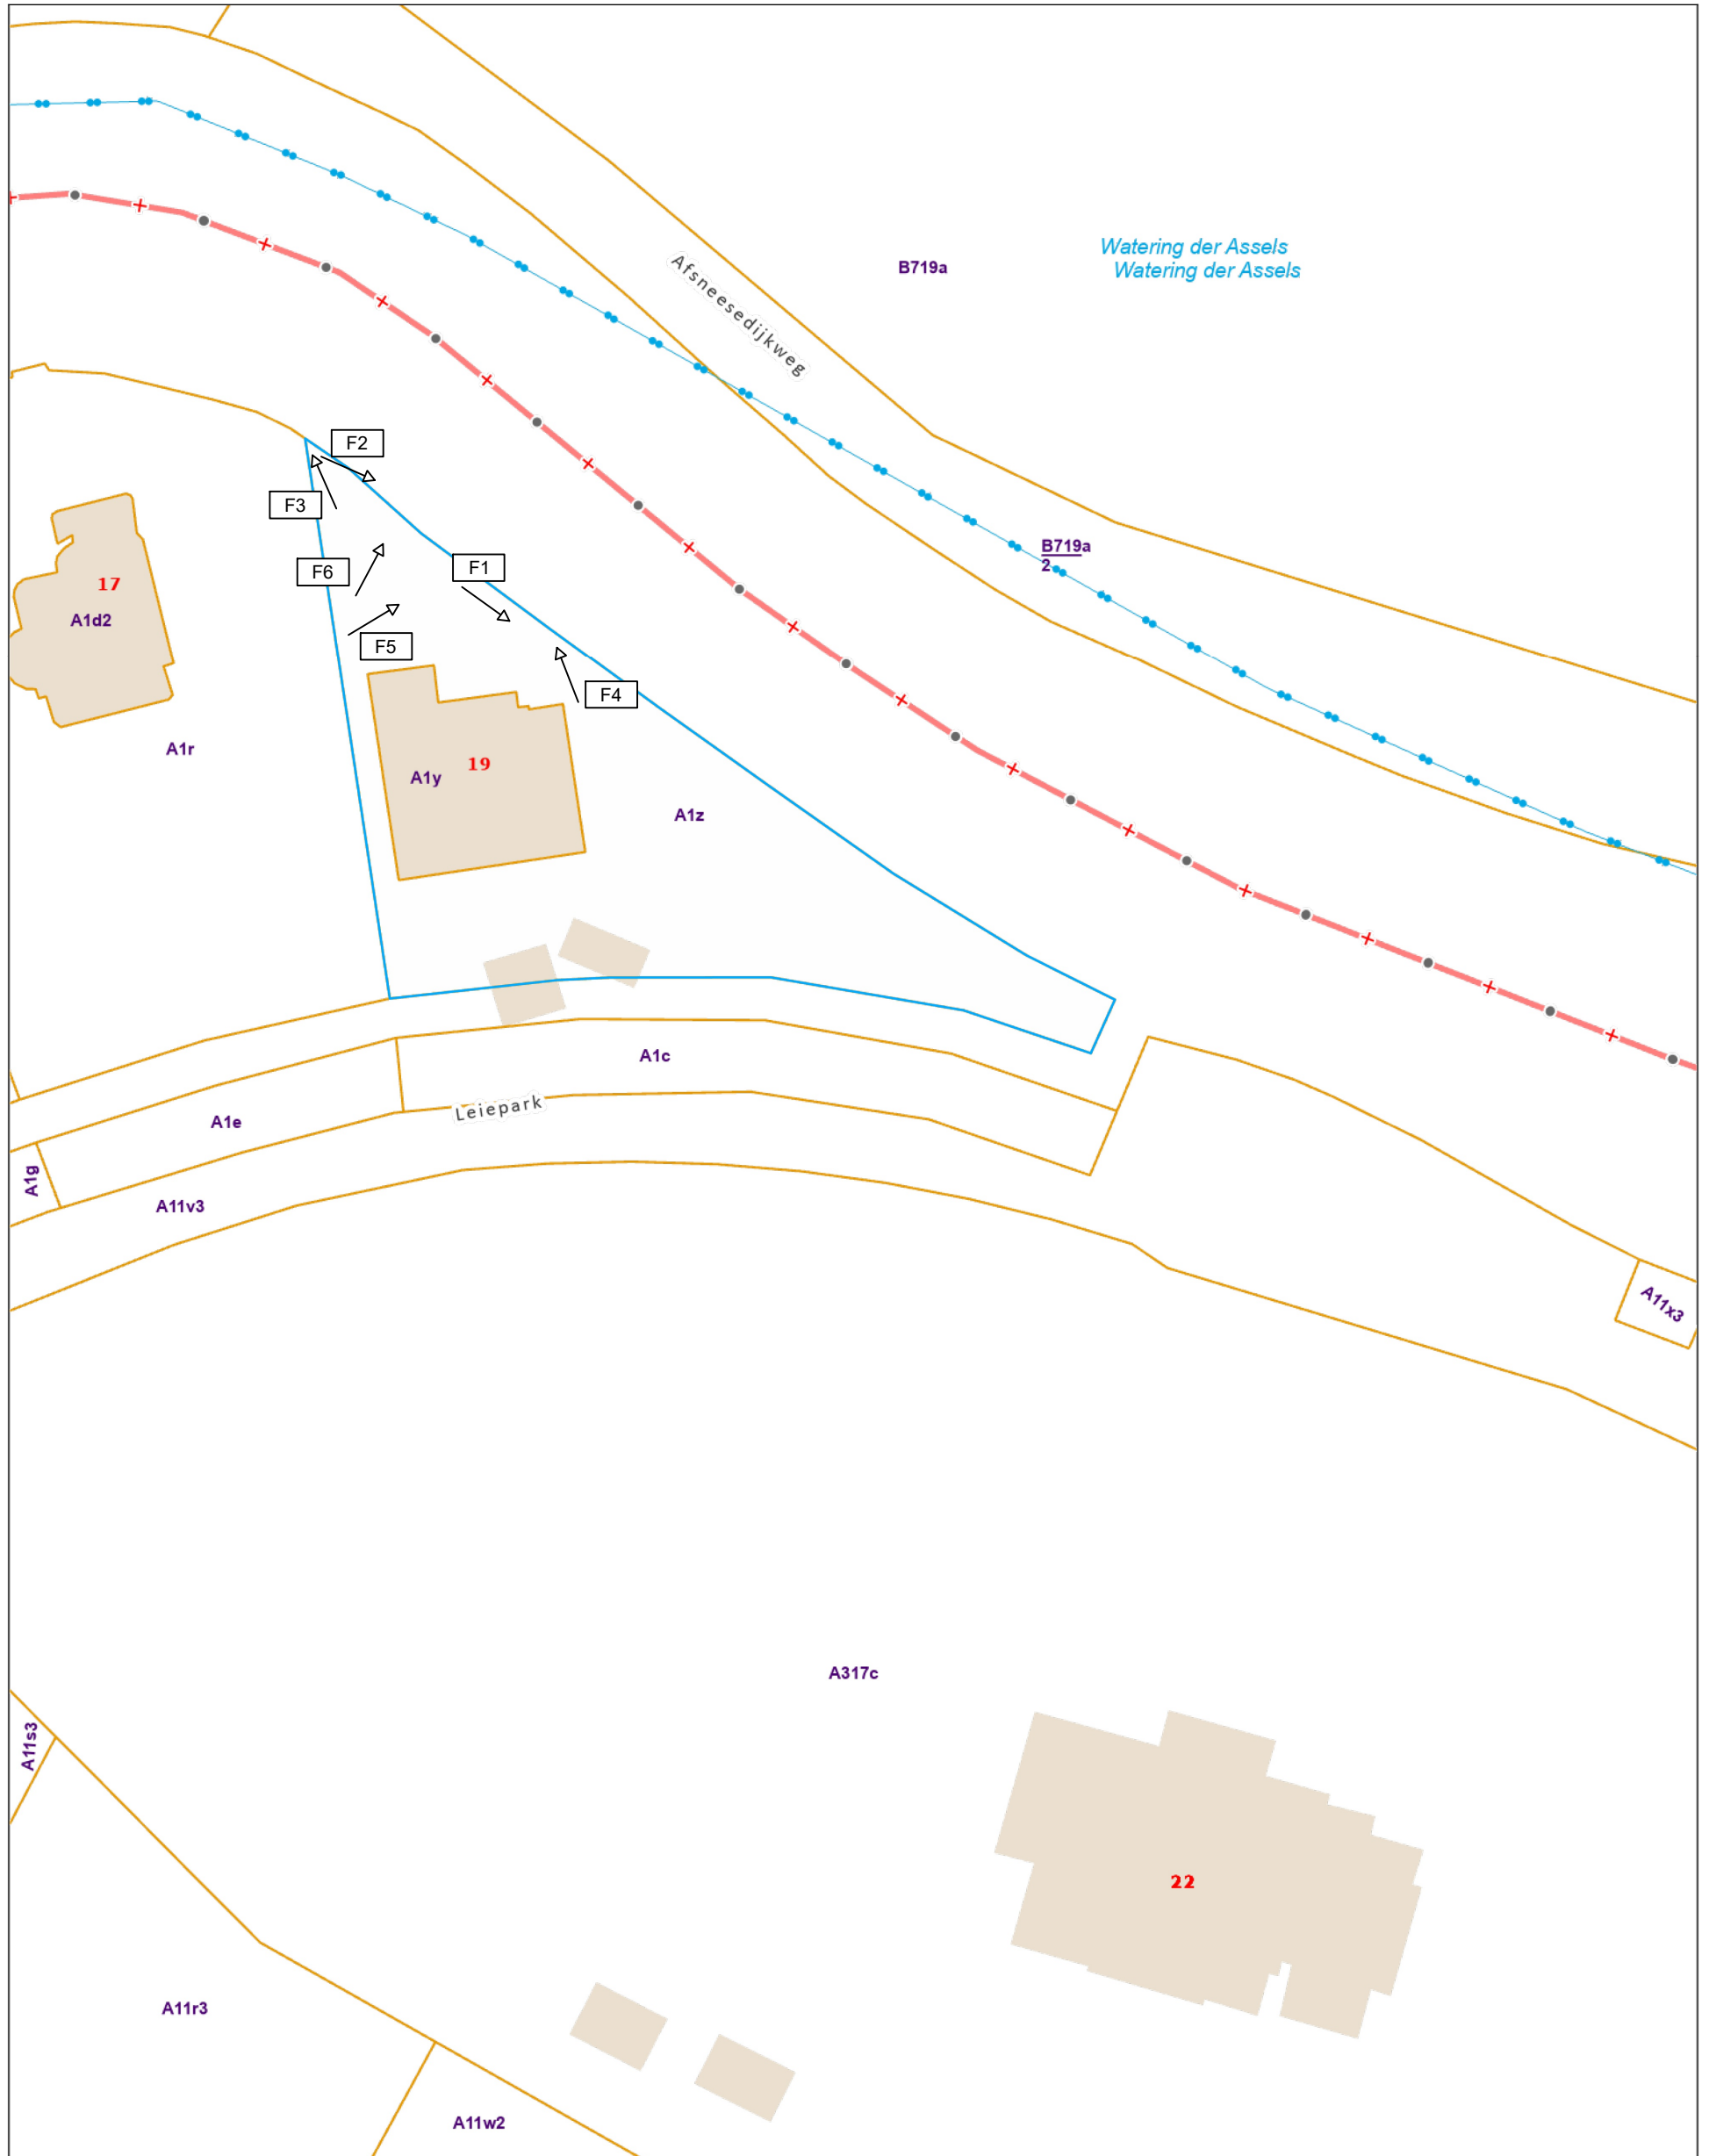 Watering der Assels
Watering der Assels
B719a
Afsneesedijkweg
F2
F3
B719a
2
F6
F1
17
A1d2
F5
F4
A1r
19
A1y
A1z
A1c
Leiepark
A1e
A1g
A11v3
A11x3
A317c
A11s3
22
A11r3
A11w2